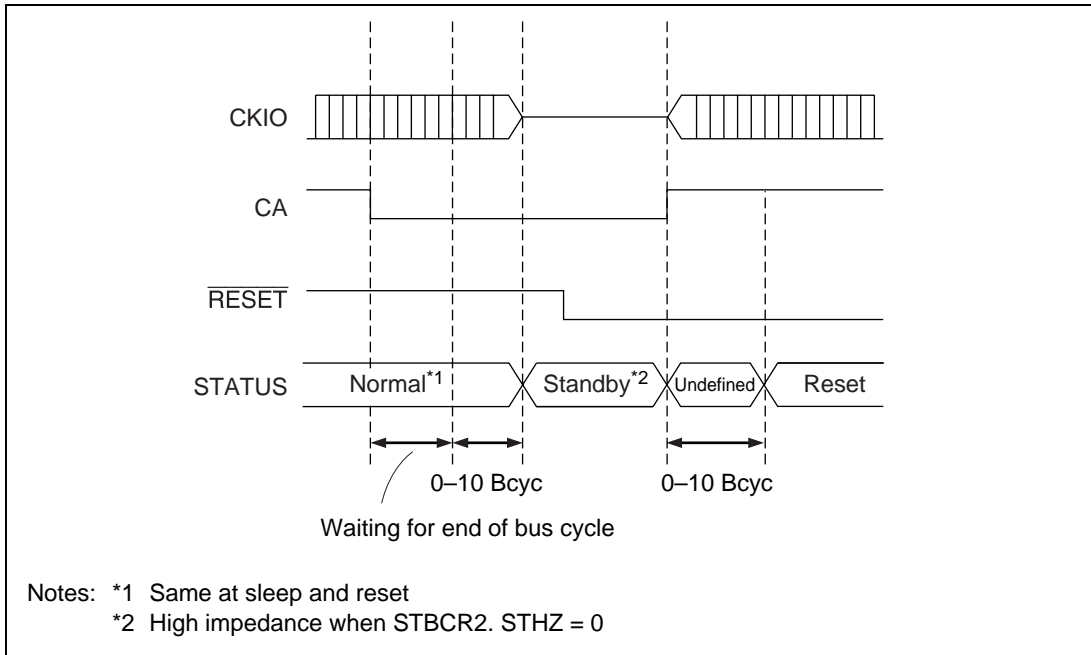 CKIO
CA
RESET
STATUS
Normal*1
Standby*2
Undefined
Reset
0–10 Bcyc
0–10 Bcyc
Waiting for end of bus cycle
Notes: *1 Same at sleep and reset
*2 High impedance when STBCR2. STHZ = 0